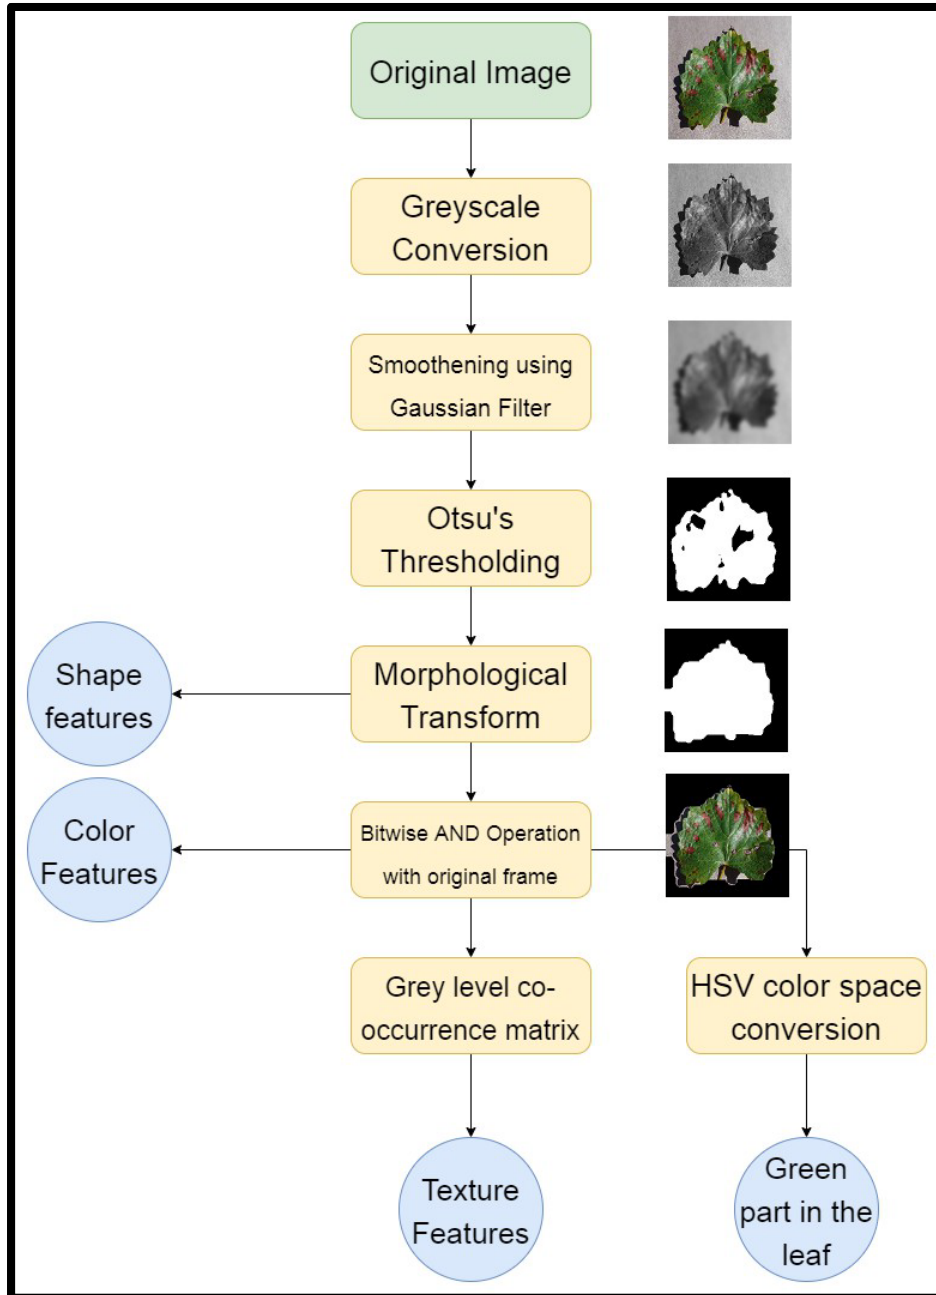 Original Image
Greyscale
Conversion
Smoothening using
Gaussian Filter
Otsu's
Thresholding
Shape
features
Morphological
Transform
Color
Features
Bitwise AND Operation
with original frame
Grey level co-
occurrence matrix
HSV color space
conversion
Texture
Features
Green
part in the
leaf